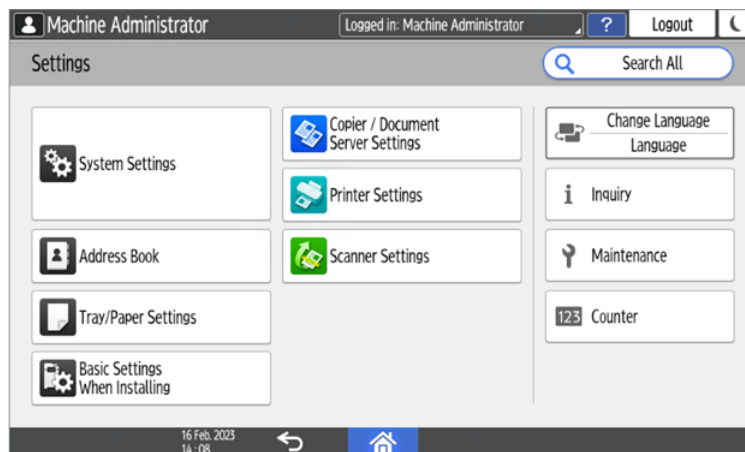 Machine Administrator
Logged in: Machine Administrator
?
Logout
Settings
Search All
System Settings
Copier / Document
Server Settings
Change Language
Language
Printer Settings
i Inquiry
Address Book
Scanner Settings
Maintenance
Tray/Paper Settings
123 Counter
Basic Settings
When Installing
16 Feb. 2023
14:08